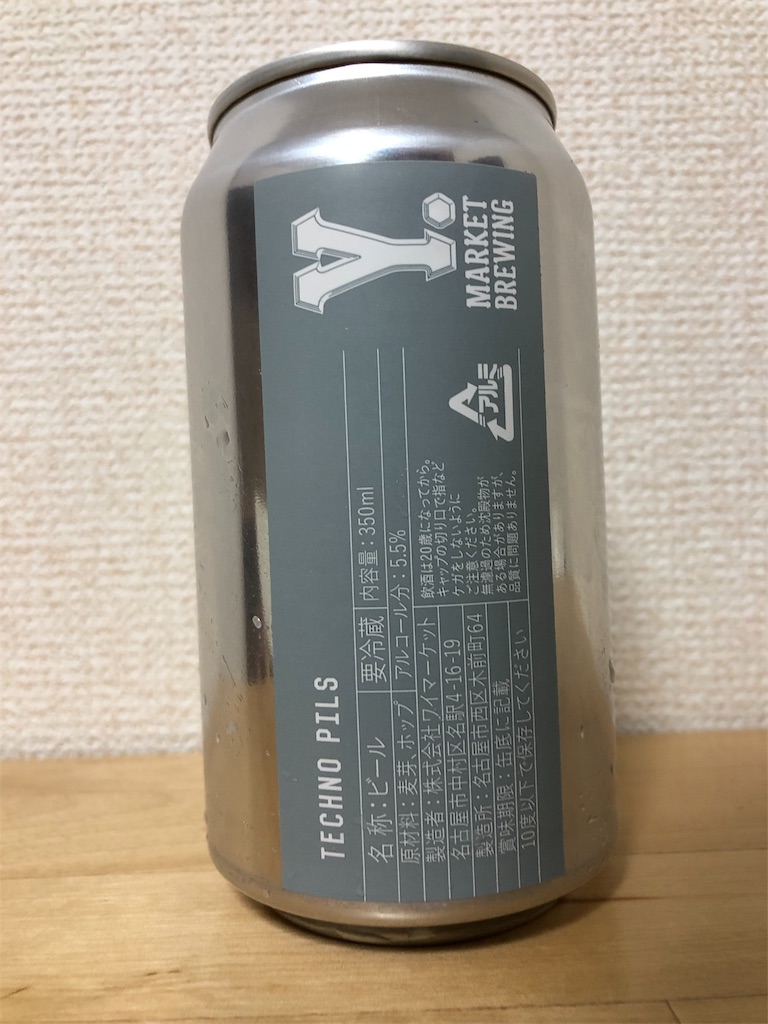 Y.
MARKET
BREWING
TECHNO PILS
名 称：ビール
要冷蔵
内容量：350ml
原材料：麦芽、ホップ
アルコール分：5.5%
製造者：株式会社ワイマーケット
名古屋市中村区名駅4-16-19
製造所：名古屋市西区木前町64
賞味期限：缶底に記載
10度以下で保存してください
飲酒は20歳になってから。
キャップの切り口で指など
ケガをしないように
ご注意ください。
無濾過のため沈殿物が
ある場合がありますが、
品質に問題ありません。
アルミ